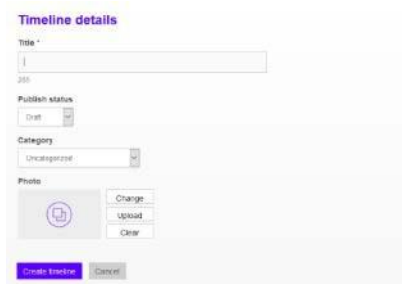 Timeline details
Title *
255
Publish status
Draft
Category
Uncategorized
Photo
Change
Upload
Clear
Create timeline
Cancel